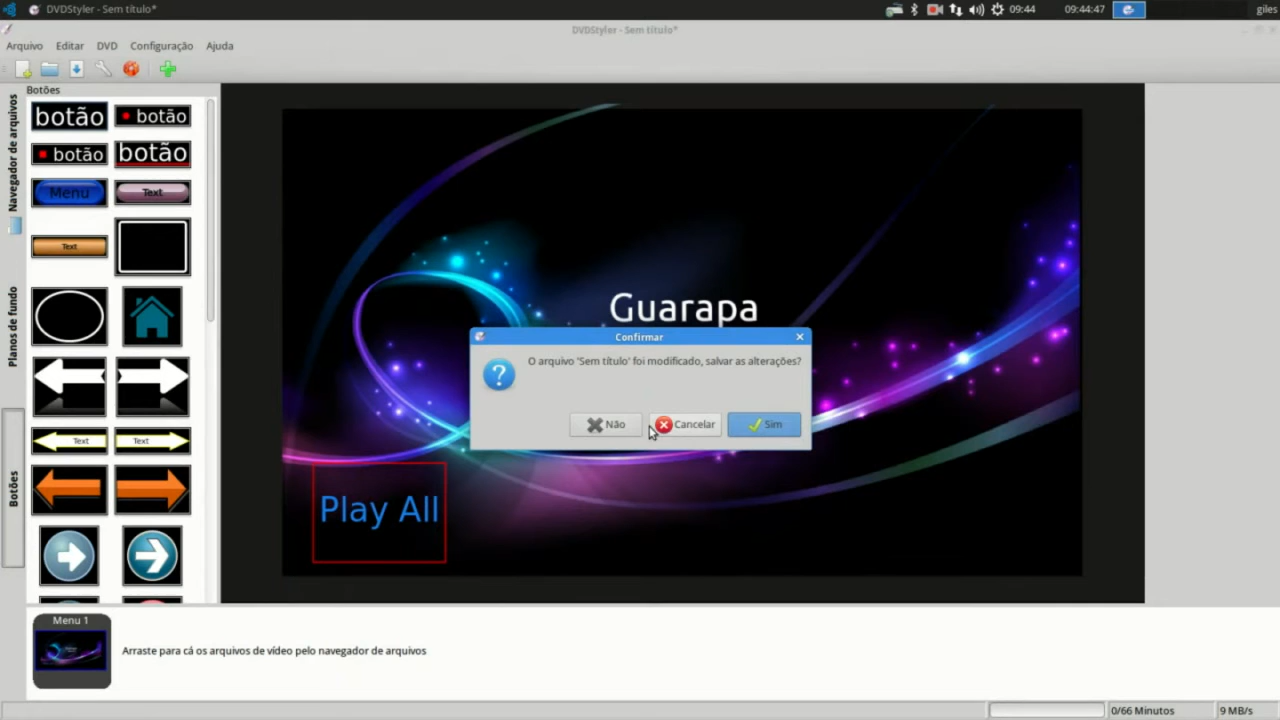 DVDStyler - Sem título*
09:44
09:44:47
giles
DVDStyler - Sem título*
Arquivo Editar DVD Configuração Ajuda
Navegador de arquivos
Planos de fundo
Botões
Botões
botão
botão
botão
botão
Menu
Text
Text
Text
Text
Guarapa
Play All
Confirmar
O arquivo 'Sem título' foi modificado, salvar as alterações?
Não
Cancelar
Sim
Menu 1
Arraste para cá os arquivos de vídeo pelo navegador de arquivos
0/66 Minutos
9 MB/s